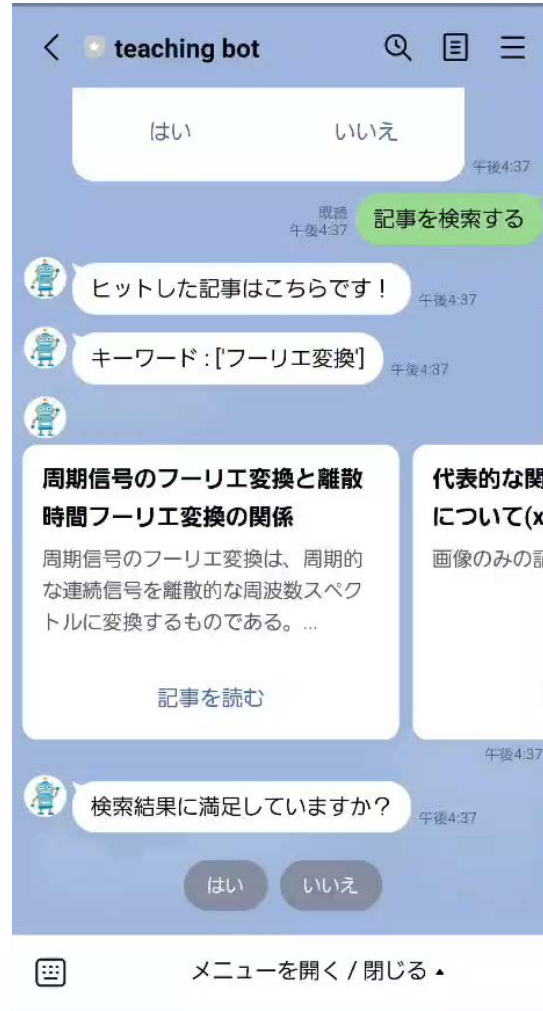 teaching bot
はい
いいえ
午後4:37
既読
午後4:37
記事を検索する
ヒットした記事はこちらです！
午後4:37
キーワード : ['フーリエ変換']
午後4:37
周期信号のフーリエ変換と離散
時間フーリエ変換の関係
周期信号のフーリエ変換は、周期的
な連続信号を離散的な周波数スペク
トルに変換するものである。...
記事を読む
代表的な関
について(x
画像のみの記
午後4:37
検索結果に満足していますか？
午後4:37
はい
いいえ
メニューを開く / 閉じる